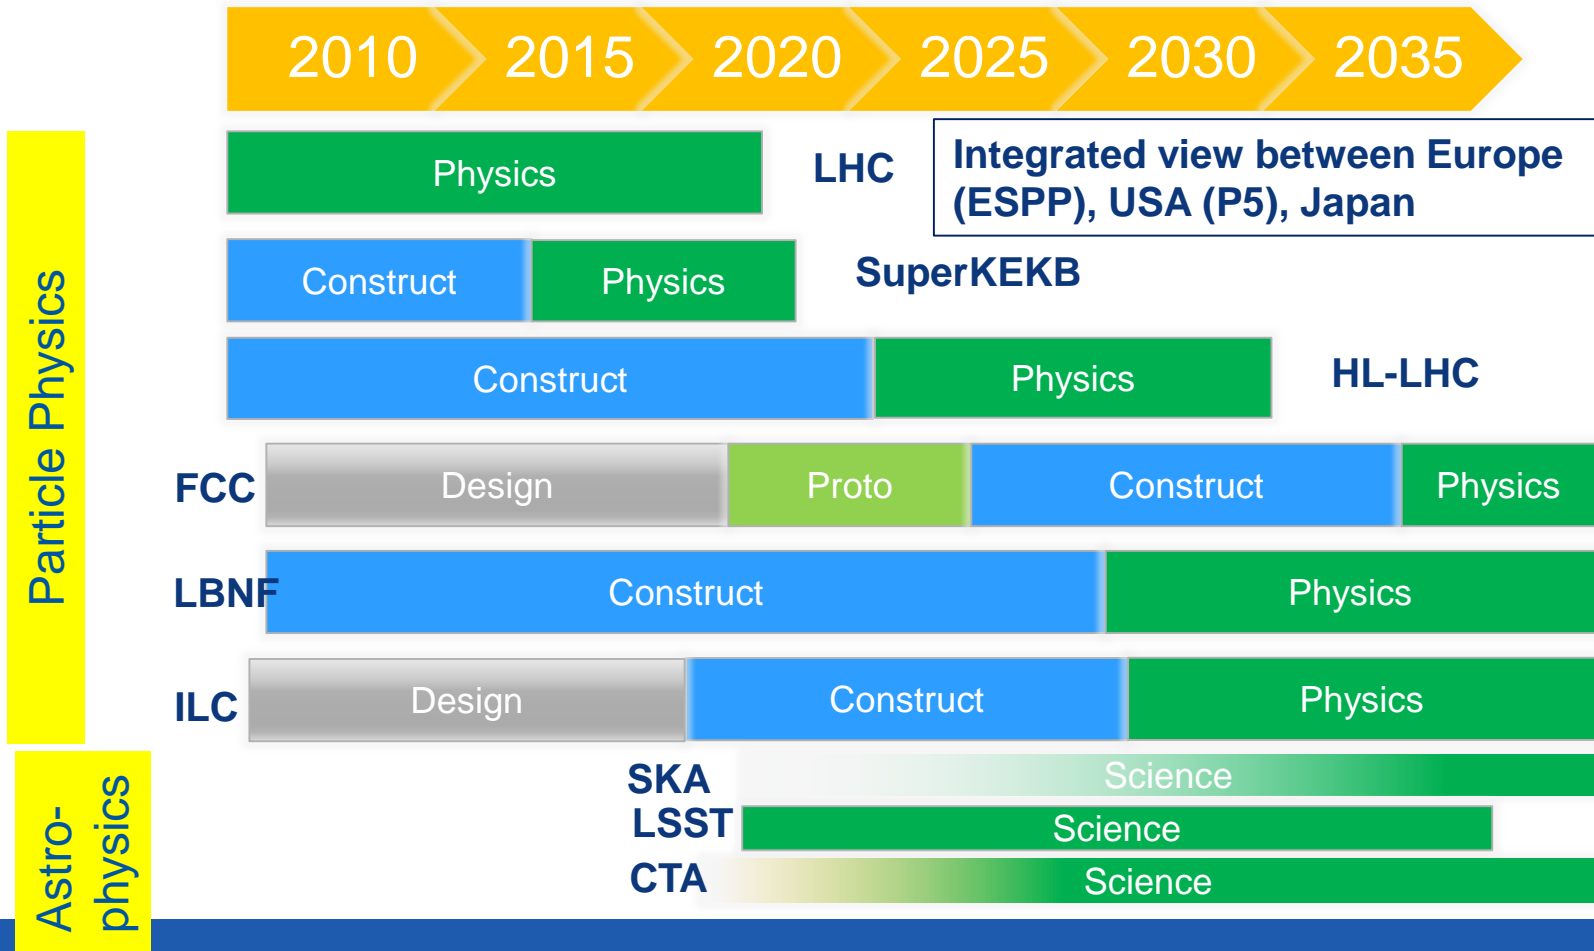 2010 2015 2020 2025 2030 2035
Particle Physics
Physics LHC
Integrated view between Europe
(ESPP), USA (P5), Japan
Construct Physics SuperKEKB
Construct Physics HL-LHC
FCC Design Proto Construct Physics
LBNF Construct Physics
ILC Design Construct Physics
Astro-
physics
SKA Science
LSST Science
CTA Science